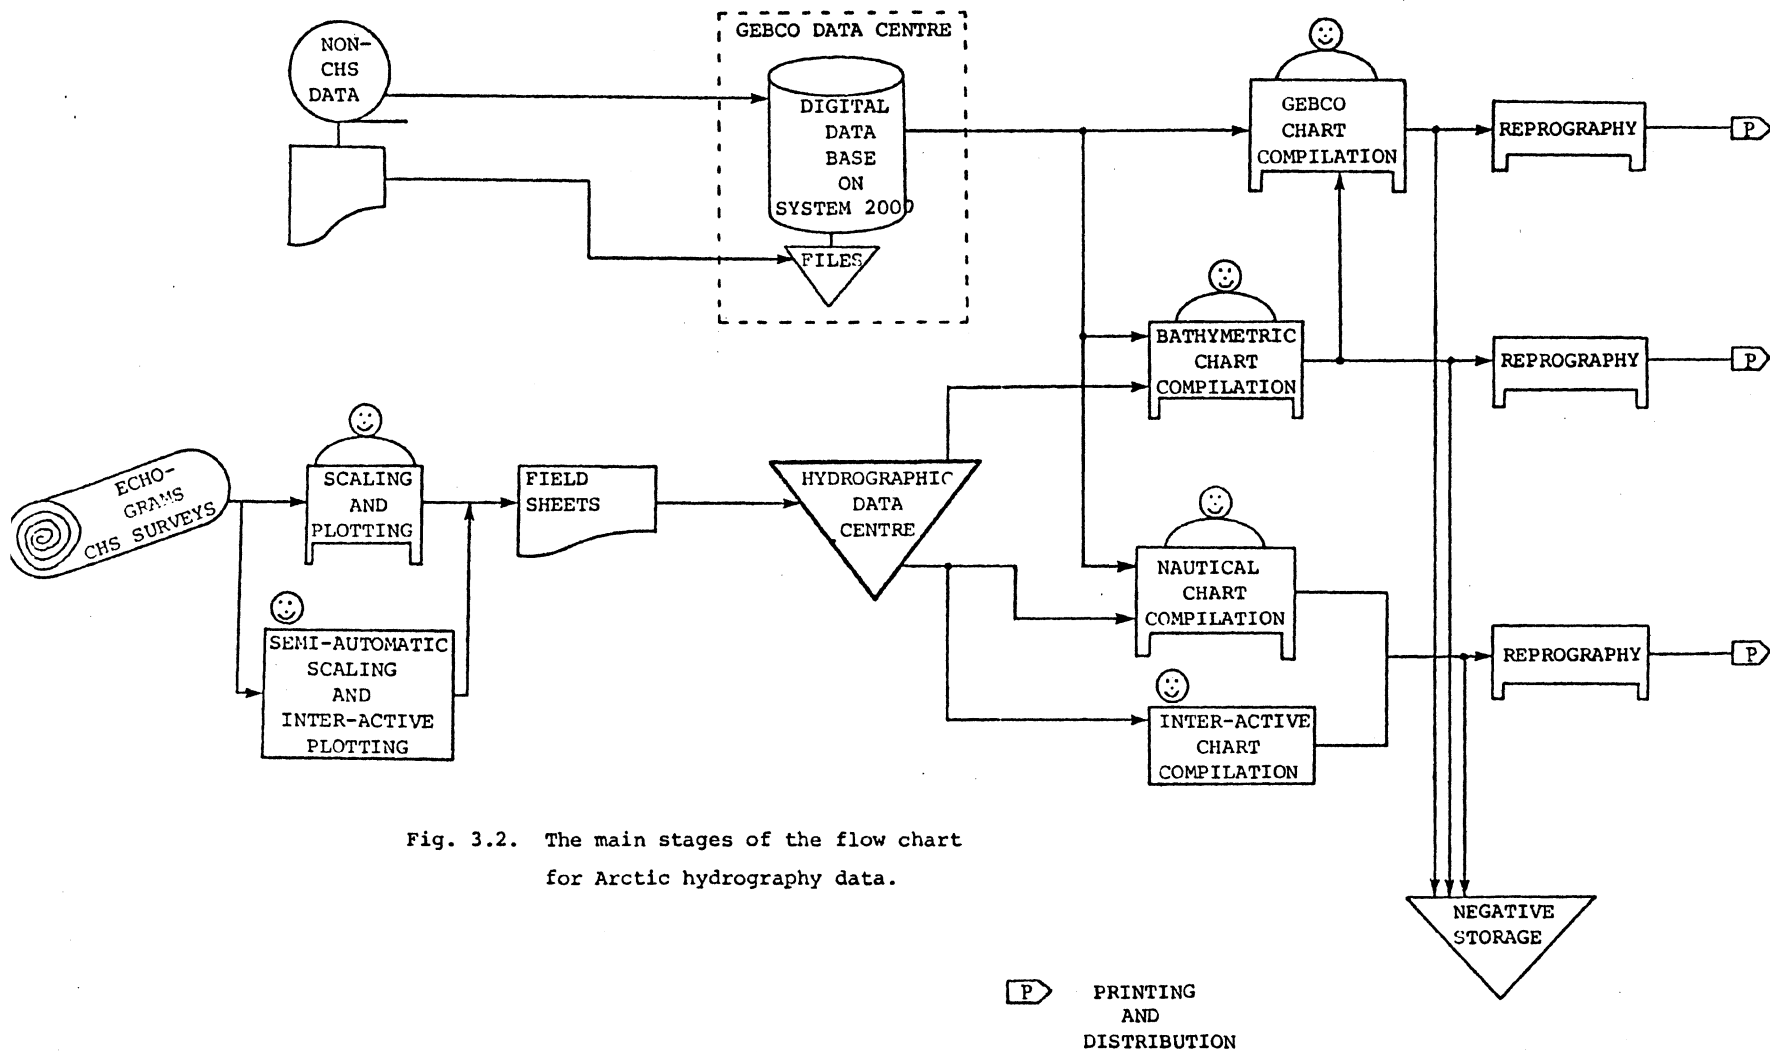 NON-
CHS
DATA
GEBCO DATA CENTRE
DIGITAL
DATA
BASE
ON
SYSTEM 2000
FILES
GEBCO
CHART
COMPILATION
REPROGRAPHY
P
BATHYMETRIC
CHART
COMPILATION
REPROGRAPHY
P
ECHO-
GRAMS
CHS SURVEYS
SCALING
AND
PLOTTING
FIELD
SHEETS
HYDROGRAPHIC
DATA
CENTRE
SEMI-AUTOMATIC
SCALING
AND
INTER-ACTIVE
PLOTTING
NAUTICAL
CHART
COMPILATION
REPROGRAPHY
P
INTER-ACTIVE
CHART
COMPILATION
Fig. 3.2. The main stages of the flow chart
for Arctic hydrography data.
NEGATIVE
STORAGE
P PRINTING
AND
DISTRIBUTION